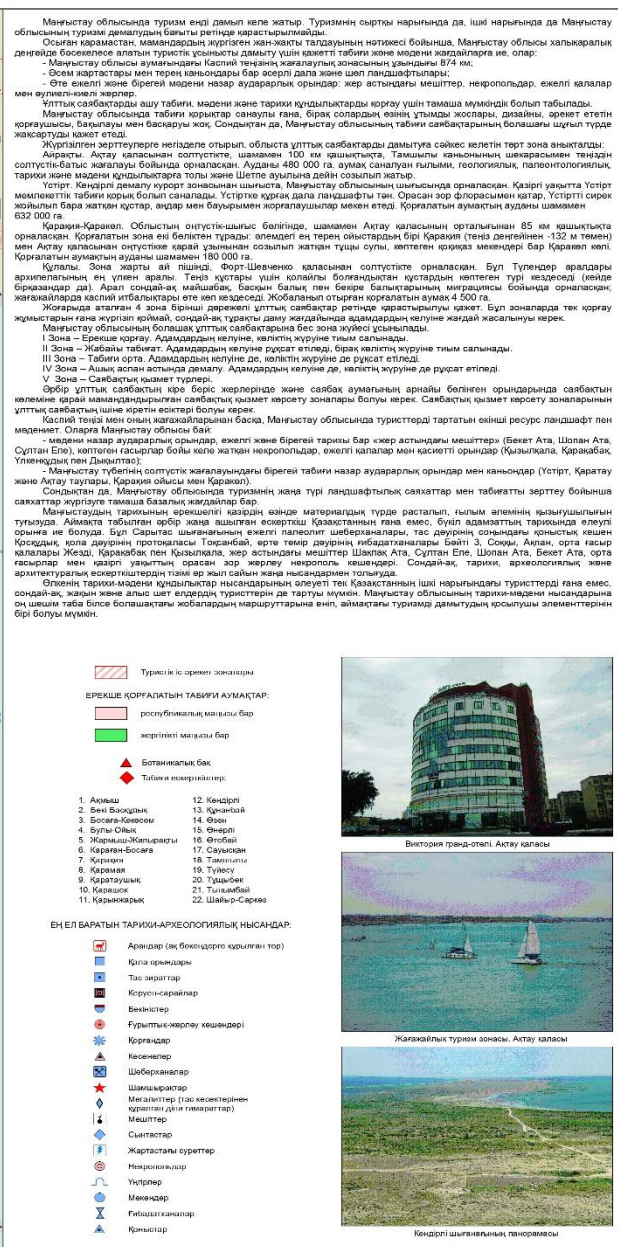 Маңғыстау облысында туризм енді дамып келе жатыр. Туризмнің сыртқы нарығында да, ішкі нарығында да Маңғыстау
облысының туризмі демалудың бағыты ретінде қарастырылмайды.
Осыған қарамастан, мамандардың жүргізген жан-жақты талдауының нәтижесі бойынша, Маңғыстау облысы халықаралық
деңгейде бәсекелесе алатын туристік ұсынысты дамыту үшін қажетті табиғи және мәдени жағдайларға ие, олар:
- Маңғыстау облысы аумағындағы Каспий теңізінің жағалаулық зонасының ұзындығы 874 км;
- Әсем жартастары мен терең каньондары бар әсерлі дала және шөл ландшафтылары;
- Өте ежелгі және бірегей мәдени назар аударарлық орындар: жер астындағы мешіттер, некропольдар, ежелгі қалалар
мен әулиелі-киелі жерлер.
Ұлттық саябақтарды ашу табиғи, мәдени және тарихи құндылықтарды қорғау үшін тамаша мүмкіндік болып табылады.
Маңғыстау облысында табиғи қорықтар санаулы ғана, бірақ солардың өзінің ұтымды жоспары, дизайны, әрекет ететін
қорғаушысы, бақылауы мен басқаруы жоқ. Сондықтан да, Маңғыстау облысының табиғи саябақтарының болашағы шұғыл түрде
жақсартуды қажет етеді.
Жүргізілген зерттеулерге негізделе отырып, облыста ұлттық саябақтарды дамытуға сәйкес келетін төрт зона анықталды:
Айрақты. Ақтау қаласынан солтүстікте, шамамен 100 км қашықтықта, Тамшылы каньонының шекарасымен теңіздің
солтүстік-батыс жағалауы бойында орналасқан. Ауданы 480 000 га, аумақ саналуан ғылыми, геологиялық, палеонтологиялық,
тарихи және мәдени құндылықтарға толы және Шетпе ауылына дейін созылып жатыр.
Үстірт. Кендірлі демалу курорт зонасынан шығыста, Маңғыстау облысының шығысында орналасқан. Қазіргі уақытта Үстірт
мемлекеттік табиғи қорық болып саналады. Үстіртке құрғақ дала ландшафты тән. Орасан зор флорасымен қатар, Үстіртті сирек
жойылып бара жатқан құстар, аңдар мен бауырымен жорғалаушылар мекен етеді. Қорғалатын аумақтың ауданы шамамен
632 000 га.
Қарақия-Қаракөл. Облыстың оңтүстік-шығыс бөлігінде, шамамен Ақтау қаласының орталығынан 85 км қашықтықта
орналасқан. Қорғалатын зона екі бөліктен тұрады: әлемдегі ең терең ойыстардың бірі Қарақия (теңіз деңгейінен -132 м төмен)
мен Ақтау қаласынан оңтүстікке қарай ұзынынан созылып жатқан тұщы сулы, көптеген қоқиқаз мекендері бар Қаракөл көлі.
Қорғалатын аумақтың ауданы шамамен 180 000 га.
Құлалы. Зона жарты ай пішінді, Форт-Шевченко қаласынан солтүстікте орналасқан. Бұл Түлендер аралдары
архипелагының ең үлкен аралы. Теңіз құстары үшін қолайлы болғандықтан құстардың көптеген түрі кездеседі (кейде
бірқазандар да). Арал сондай-ақ майшабақ, басқын балық пен бекіре балықтарының миграциясы бойында орналасқан;
жағажайларда каспий итбалықтары өте көп кездеседі. Жобаланып отырған қорғалатын аумақ 4 500 га.
Жоғарыда аталған 4 зона бірінші дәрежелі ұлттық саябақтар ретінде қарастырылуы қажет. Бұл зоналарда тек қорғау
жұмыстарын ғана жүргізіп қоймай, сондай-ақ тұрақты даму жағдайында адамдардың келуіне жағдай жасалынуы керек.
Маңғыстау облысының болашақ ұлттық саябақтарына бес зона жүйесі ұсынылады.
I Зона – Ерекше қорғау. Адамдардың келуіне, көліктің жүруіне тиым салынады.
II Зона – Жабайы табиғат. Адамдардың келуіне рұқсат етіледі, бірақ көліктің жүруіне тиым салынады.
III Зона – Табиғи орта. Адамдардың келуіне де, көліктің жүруіне де рұқсат етіледі.
IV Зона – Ашық аспан астында демалу. Адамдардың келуіне де, көліктің жүруіне де рұқсат етіледі.
V Зона – Саябақтық қызмет түрлері.
Әрбір ұлттық саябақтың кіре беріс жерлерінде және саябақ аумағының арнайы бөлінген орындарында саябақтың
көлеміне қарай мамандандырылған саябақтық қызмет көрсету зоналары болуы керек. Саябақтық қызмет көрсету зоналарынын
ұлттық саябақтың ішіне кіретін есіктері болуы керек.
Каспий теңізі мен оның жағажайларынан басқа, Маңғыстау облысында туристтерді тартатын екінші ресурс ландшафт пен
мәдениет. Оларға Маңғыстау облысы бай:
- мәдени назар аударарлық орындар, ежелгі және бірегей тарихы бар «жер астындағы мешіттер» (Бекет Ата, Шопан Ата,
Сұлтан Епе), көптеген ғасырлар бойы келе жатқан некропольдар, ежелгі қалалар мен қасиетті орындар (Қызылқала, Қарақабақ,
Үлкенқұдық пен Дықылтас);
- Маңғыстау түбегінің солтүстік жағалауындағы бірегей табиғи назар аударарлық орындар мен каньондар (Үстірт, Қаратау
және Ақтау таулары, Қарақия ойысы мен Қаракөл).
Сондықтан да, Маңғыстау облысында туризмнің жаңа түрі ландшафтылық саяхаттар мен табиғатты зерттеу бойынша
саяхаттар жүргізуге тамаша базалық жағдайлар бар.
Маңғыстаудың тарихының ерекшелігі қазірдің өзінде материалдық түрде расталып, ғылым әлемінің қызығушылығын
туғызуда. Аймақта табылған әрбір жаңа ашылған ескерткіш Қазақстанның ғана емес, бүкіл адамзаттың тарихында елеулі
орынға ие болуда. Бұл Сарытас шығанағының ежелгі палеолит шеберханалары, тас дәуірінің соңындағы қоныстық кешен
Қосқұдық, қола дәуірінің протоқаласы Тоқсанбай, ерте темір дәуірінің ғибадатханалары Бәйті 3, Соңқы, Ақпан, орта ғасыр
қалалары Жезді, Қарақабақ пен Қызылқала, жер астындағы мешіттер Шақпақ Ата, Сұлтан Епе, Шопан Ата, Бекет Ата, орта
ғасырлар мен қазіргі уақыттың орасан зор жерлеу некрополь кешендері. Сондай-ақ, тарихи, археологиялық және
архитектуралық ескерткіштердің тізімі әр жыл сайын жаңа нысандармен толығуда.
Өлкенің тарихи-мәдени құндылықтар нысандарының әлеуеті тек Қазақстанның ішкі нарығындағы туристтерді ғана емес,
сондай-ақ, жақын және алыс шет елдердің туристтерін де тартуы мүмкін. Маңғыстау облысының тарихи-мәдени нысандарына
оң шешім таба білсе болашақтағы жобалардың маршруттарына еніп, аймақтағы туризмді дамытудың қосылушы элементтерінін
бірі болуы мүмкін.
Туристік іс-әрекет зоналары
ЕРЕКШЕ ҚОРҒАЛАТЫН ТАБИҒИ АУМАҚТАР:
республикалық маңызы бар
жергілікті маңызы бар
Ботаникалық бақ
Табиғи ескерткіштер:
1. Ақмыш
2. Бекі Басқудық
3. Босаға-Көкесем
4. Булы-Ойық
5. Жармыш-Жапырақты
6. Қараған-Босаға
7. Қарақия
8. Карамая
9. Қаратаушық
10. Қарашек
11. Қарынжарық
12. Кендірлі
13. Құнанбай
14. Өзен
15. Өнерлі
16. Өтобай
17. Сауысқан
18. Тамшылы
19. Түйесу
20. Тұщыбек
21. Тынымбай
22. Шайыр-Саркез
ЕҢ ЕЛ БАРАТЫН ТАРИХИ-АРХЕОЛОГИЯЛЫҚ НЫСАНДАР:
Арандар (ақ бөкендерге құрылған тор)
Қала орындары
Тас зираттар
Керуен-сарайлар
Бекіністер
Ғұрыптық-жерлеу кешендері
Қорғандар
Кесенелер
Шеберханалар
Шамшырақтар
Мегалиттер (тас кесектерінен
құралған діни ғимараттар)
Мешіттер
Сынтастар
Жартастағы суреттер
Некропольдар
Үңгірлер
Мекендер
Ғибадатханалар
Қоныстар
Виктория гранд-отелі. Ақтау қаласы
Жағажайлық туризм зонасы. Ақтау қаласы
Кендірлі шығанағының панорамасы